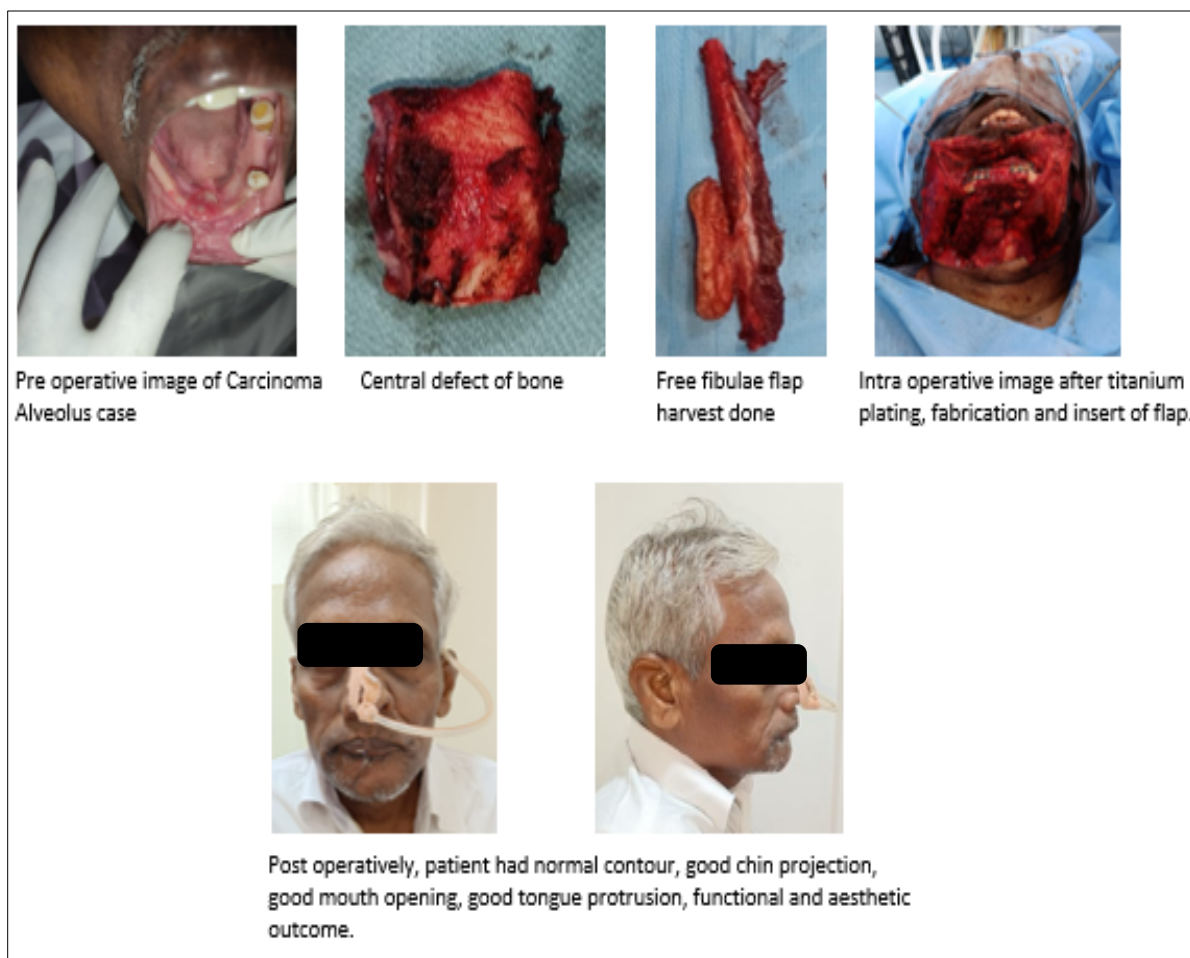 Pre operative image of Carcinoma
Alveolus case
Central defect of bone
Free fibulae flap
harvest done
Intra operative image after titanium
plating, fabrication and insert of flap.
Post operatively, patient had normal contour, good chin projection,
good mouth opening, good tongue protrusion, functional and aesthetic
outcome.